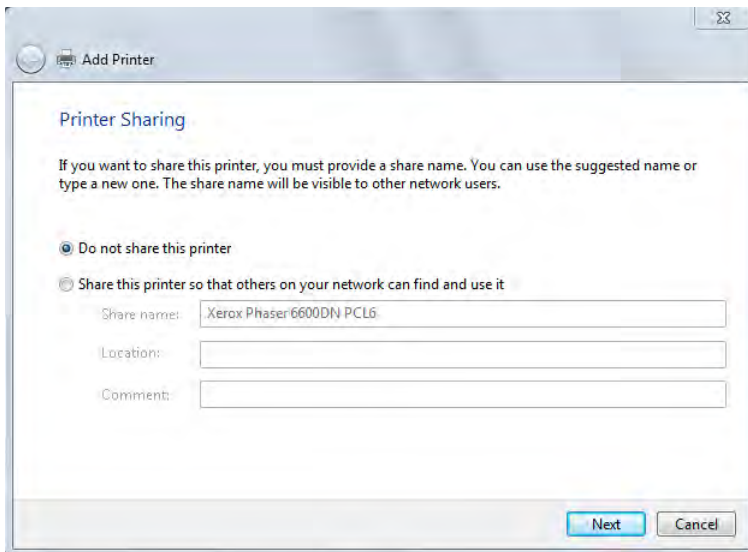 Add Printer
Printer Sharing
If you want to share this printer, you must provide a share name. You can use the suggested name or
type a new one. The share name will be visible to other network users.
Do not share this printer
Share this printer so that others on your network can find and use it
Share name: Xerox Phaser 6600DN PCL6
Location:
Comment:
Next Cancel